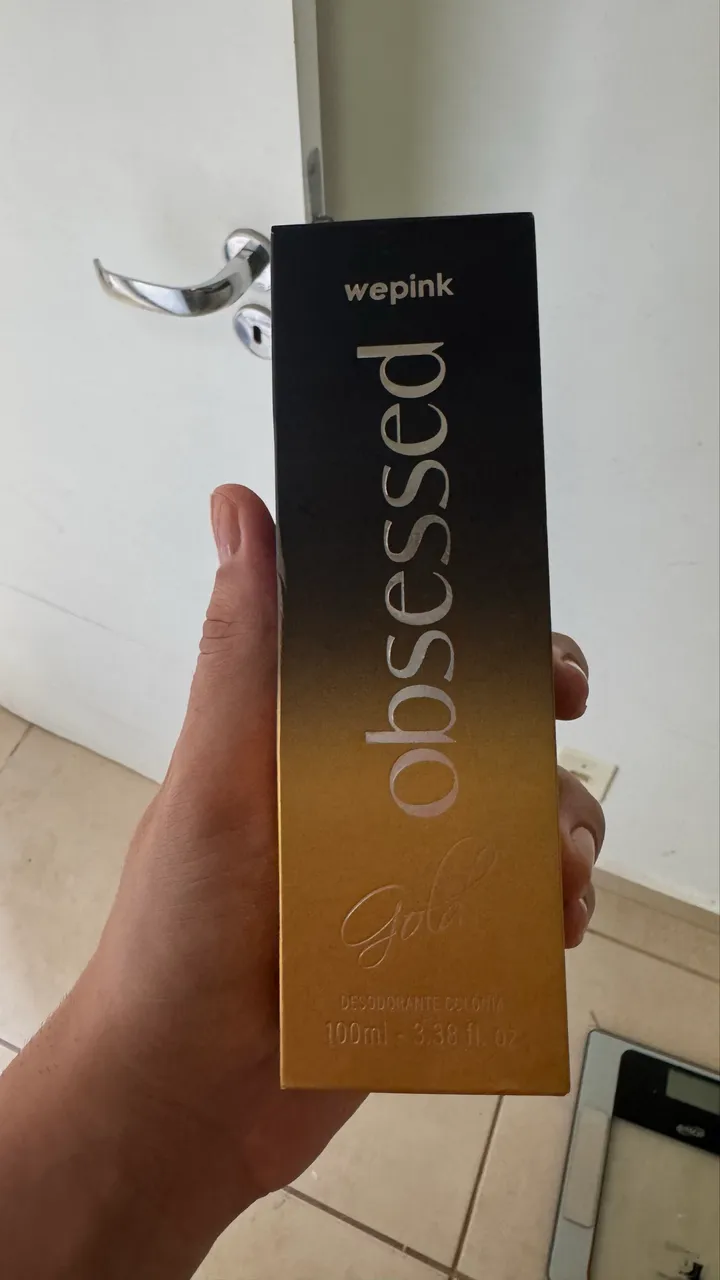 wepink
obsessed
Gold
DESODORANTE COLÔNIA
100ml - 3.38 fl. oz